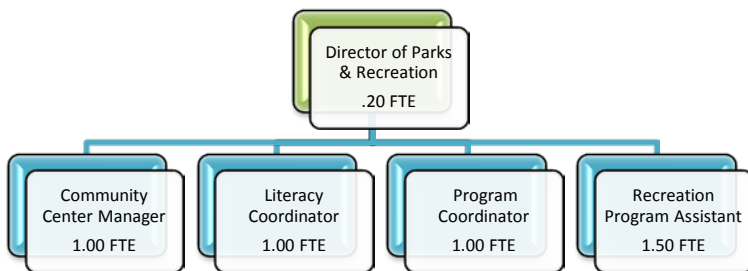 Director of Parks
& Recreation
.20 FTE
Community
Center Manager
1.00 FTE
Literacy
Coordinator
1.00 FTE
Program
Coordinator
1.00 FTE
Recreation
Program Assistant
1.50 FTE